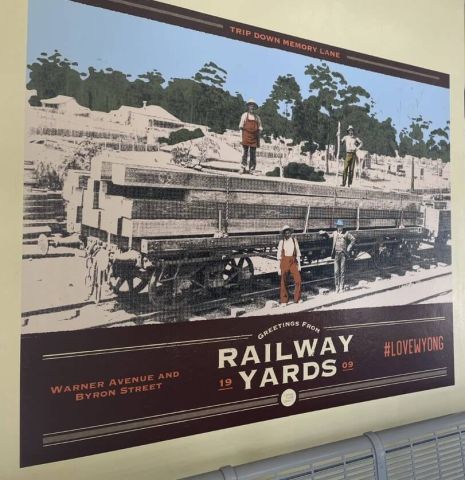 TRIP DOWN MEMORY LANE
GREETINGS FROM
RAILWAY
19 YARDS 09
WARNER AVENUE AND
BYRON STREET
#LOVEWYONG